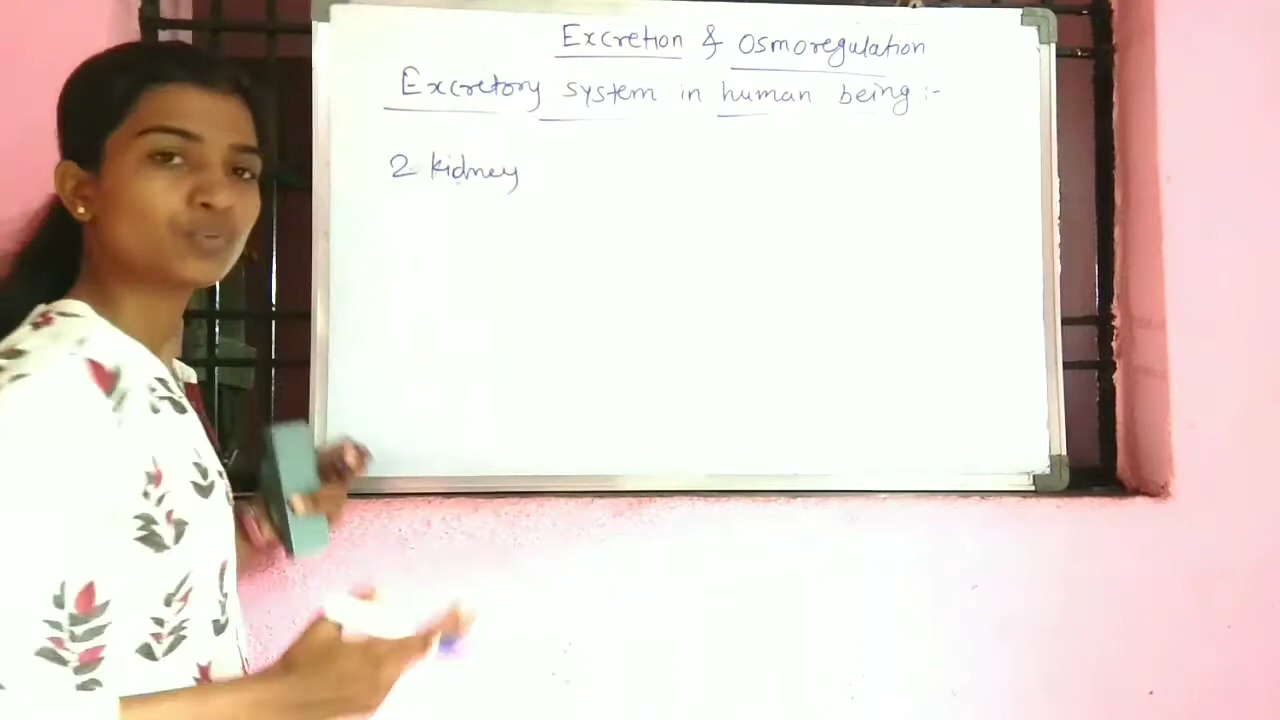 Excretion & Osmoregulation
Excretory system in human being :-
2 kidney